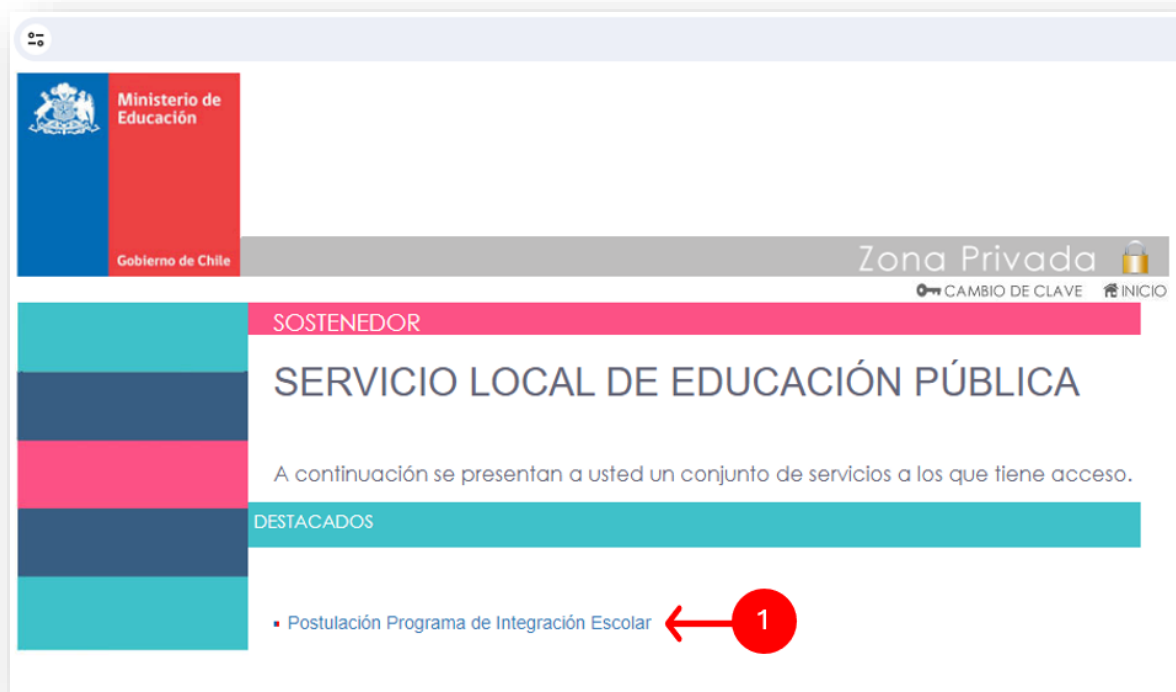 Ministerio de
Educación
Gobierno de Chile
Zona Privada
CAMBIO DE CLAVE INICIO
SOSTENEDOR
SERVICIO LOCAL DE EDUCACIÓN PÚBLICA
A continuación se presentan a usted un conjunto de servicios a los que tiene acceso.
DESTACADOS
Postulación Programa de Integración Escolar 1